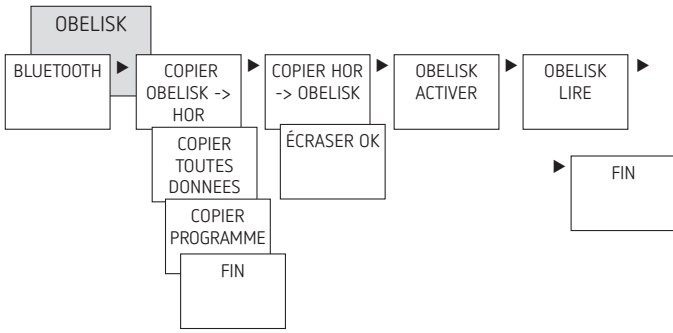 OBELISK
BLUETOOTH
COPIER
OBELISK ->
HOR
COPIER
TOUTES
DONNEES
COPIER
PROGRAMME
FIN
COPIER HOR
-> OBELISK
ÉCRASER OK
OBELISK
ACTIVER
OBELISK
LIRE
FIN